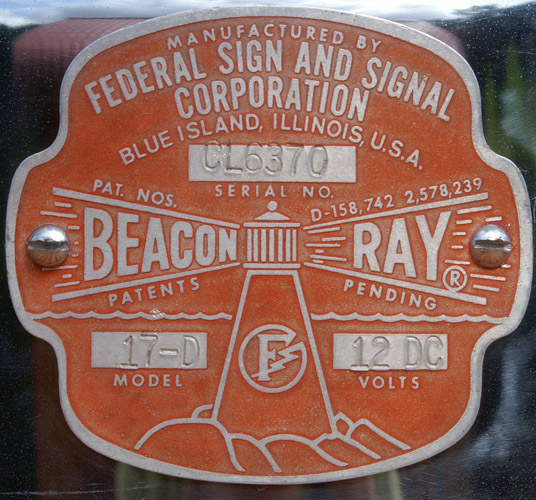 MANUFACTURED BY
FEDERAL SIGN AND SIGNAL
CORPORATION
BLUE ISLAND, ILLINOIS, U.S.A.
CL6370
SERIAL NO.
PAT. NOS. D-158,742 2,578,239
BEACON RAY ®
PATENTS PENDING
17-D 12 DC
MODEL VOLTS
F